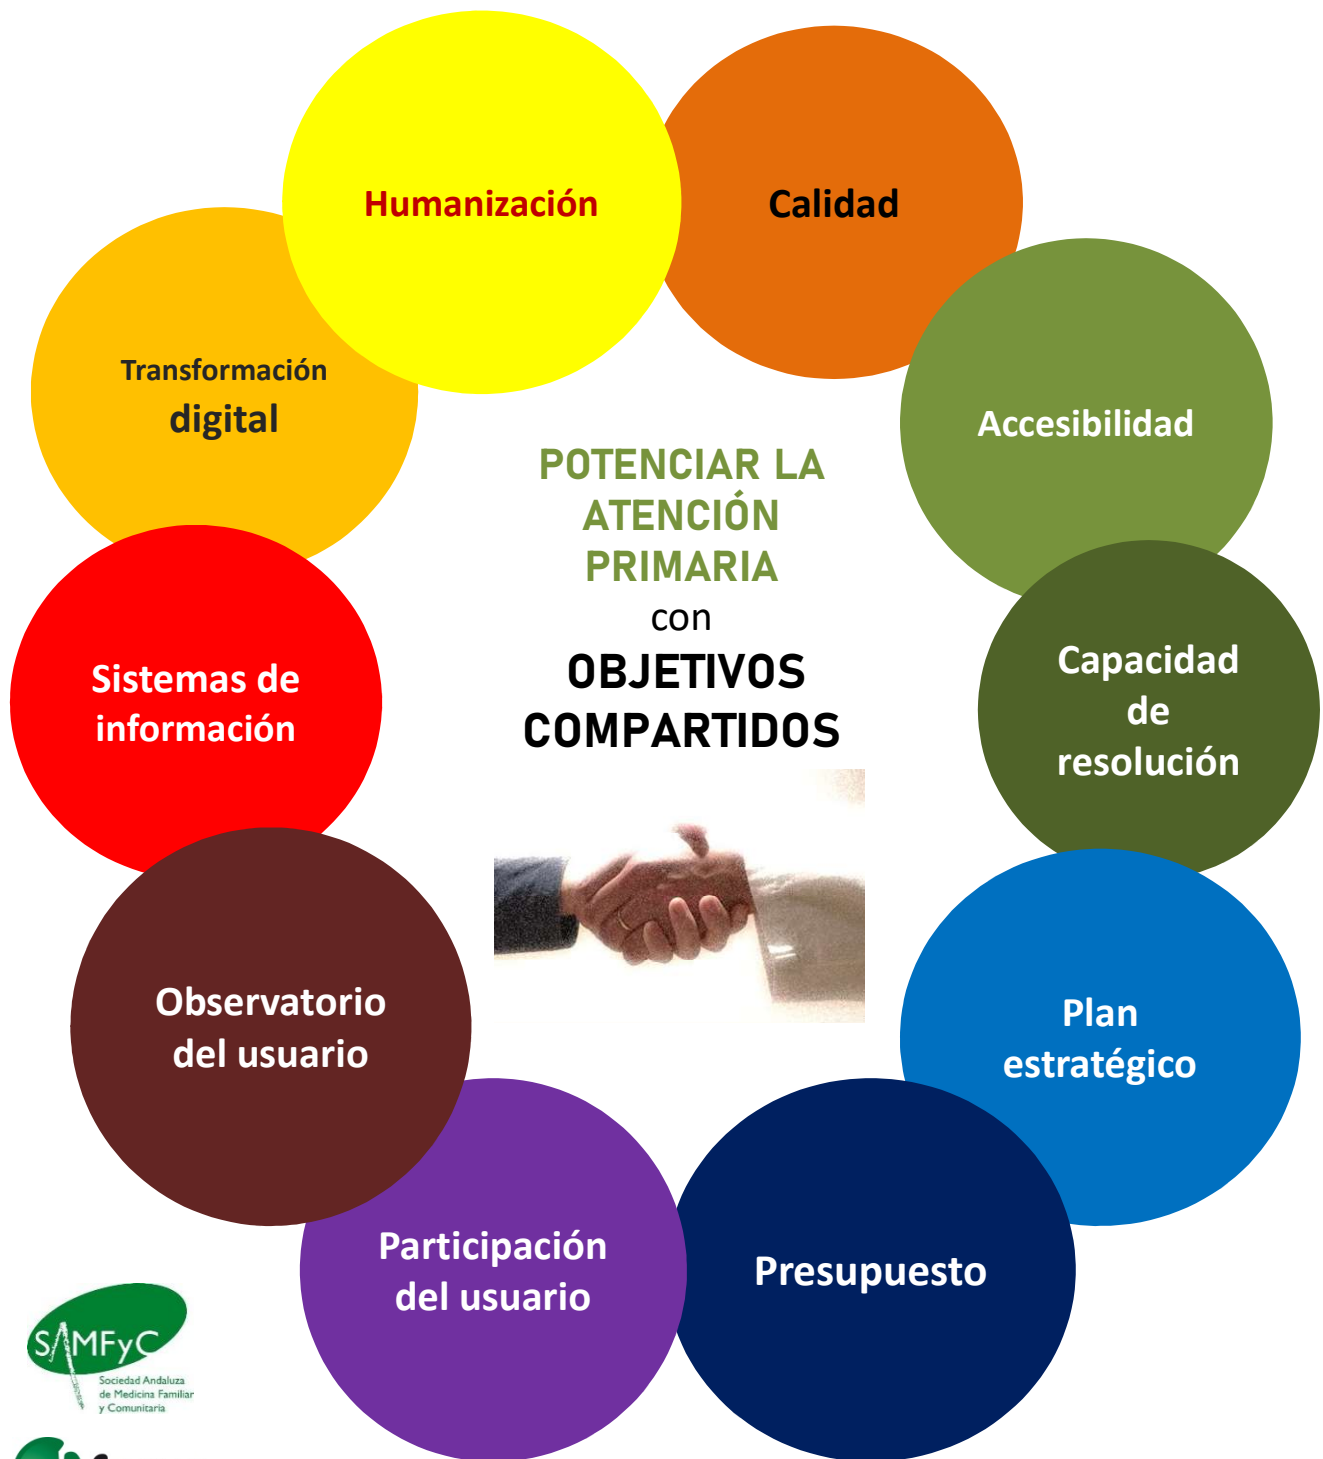 Humanización
Calidad
Transformación
digital
Accesibilidad
POTENCIAR LA
ATENCIÓN
PRIMARIA
con
OBJETIVOS
COMPARTIDOS
Sistemas de
información
Capacidad
de
resolución
Observatorio
del usuario
Plan
estratégico
Participación
del usuario
Presupuesto
SAMFyC
Sociedad Andaluza
de Medicina Familiar
y Comunitaria